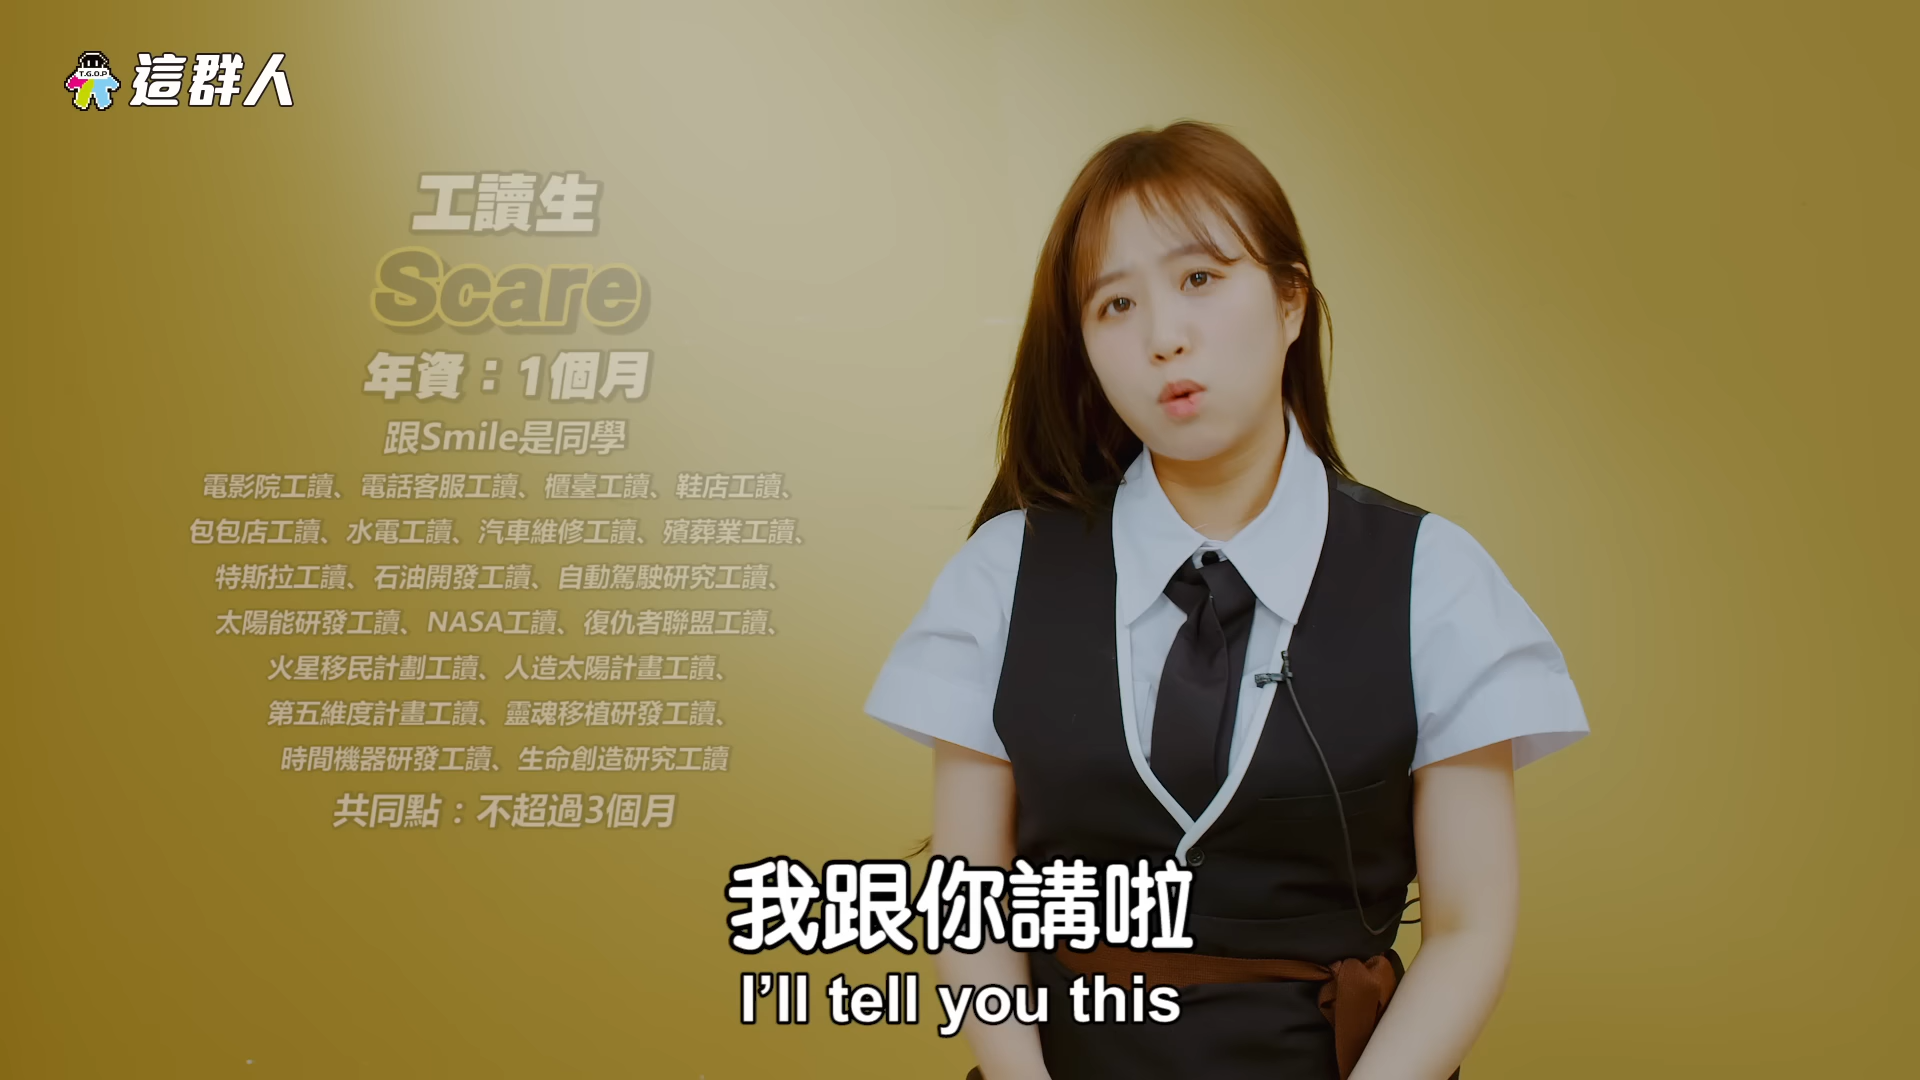 T.G.O.P
這群人
工讀生
Scare
年資：1個月
跟Smile是同學
電影院工讀、電話客服工讀、櫃臺工讀、鞋店工讀、
包包店工讀、水電工讀、汽車維修工讀、殯葬業工讀、
特斯拉工讀、石油開發工讀、自動駕駛研究工讀、
太陽能研發工讀、NASA工讀、復仇者聯盟工讀、
火星移民計劃工讀、人造太陽計畫工讀、
第五維度計畫工讀、靈魂移植研發工讀、
時間機器研發工讀、生命創造研究工讀
共同點：不超過3個月
我跟你講啦
I’ll tell you this